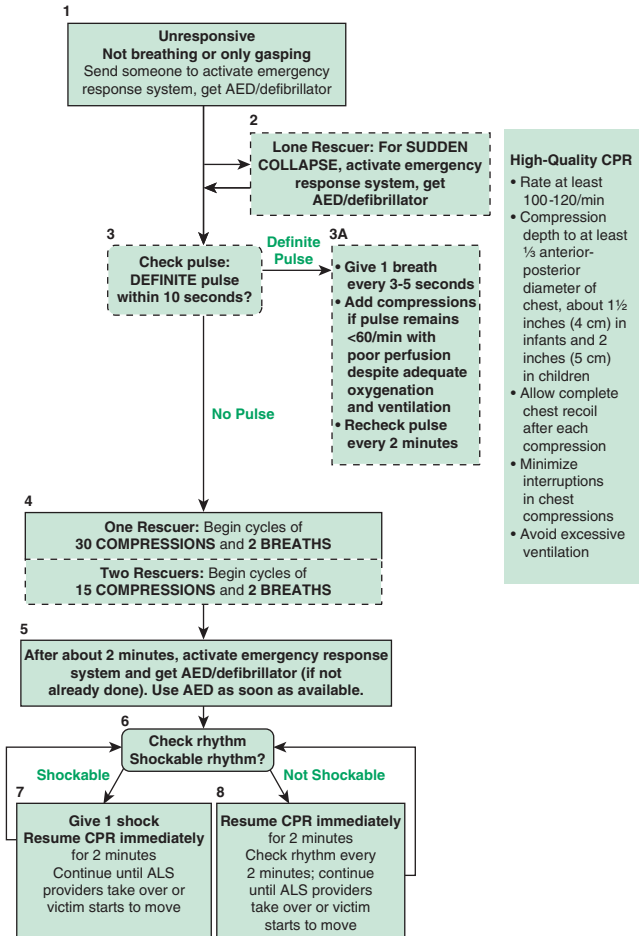 1
Unresponsive
Not breathing or only gasping
Send someone to activate emergency
response system, get AED/defibrillator
2
Lone Rescuer: For SUDDEN
COLLAPSE, activate emergency
response system, get
AED/defibrillator
3
Check pulse:
DEFINITE pulse
within 10 seconds?
Definite
Pulse
3A
• Give 1 breath
every 3-5 seconds
• Add compressions
if pulse remains
<60/min with
poor perfusion
despite adequate
oxygenation
and ventilation
• Recheck pulse
every 2 minutes
High-Quality CPR
• Rate at least
100-120/min
• Compression
depth to at least
⅓ anterior-
posterior
diameter of
chest, about 1½
inches (4 cm) in
infants and 2
inches (5 cm)
in children
• Allow complete
chest recoil
after each
compression
• Minimize
interruptions
in chest
compressions
• Avoid excessive
ventilation
No Pulse
4
One Rescuer: Begin cycles of
30 COMPRESSIONS and 2 BREATHS
Two Rescuers: Begin cycles of
15 COMPRESSIONS and 2 BREATHS
5
After about 2 minutes, activate emergency response
system and get AED/defibrillator (if not
already done). Use AED as soon as available.
6
Check rhythm
Shockable rhythm?
Shockable
Not Shockable
7
Give 1 shock
Resume CPR immediately
for 2 minutes
Continue until ALS
providers take over or
victim starts to move
8
Resume CPR immediately
for 2 minutes
Check rhythm every
2 minutes; continue
until ALS providers
take over or victim
starts to move